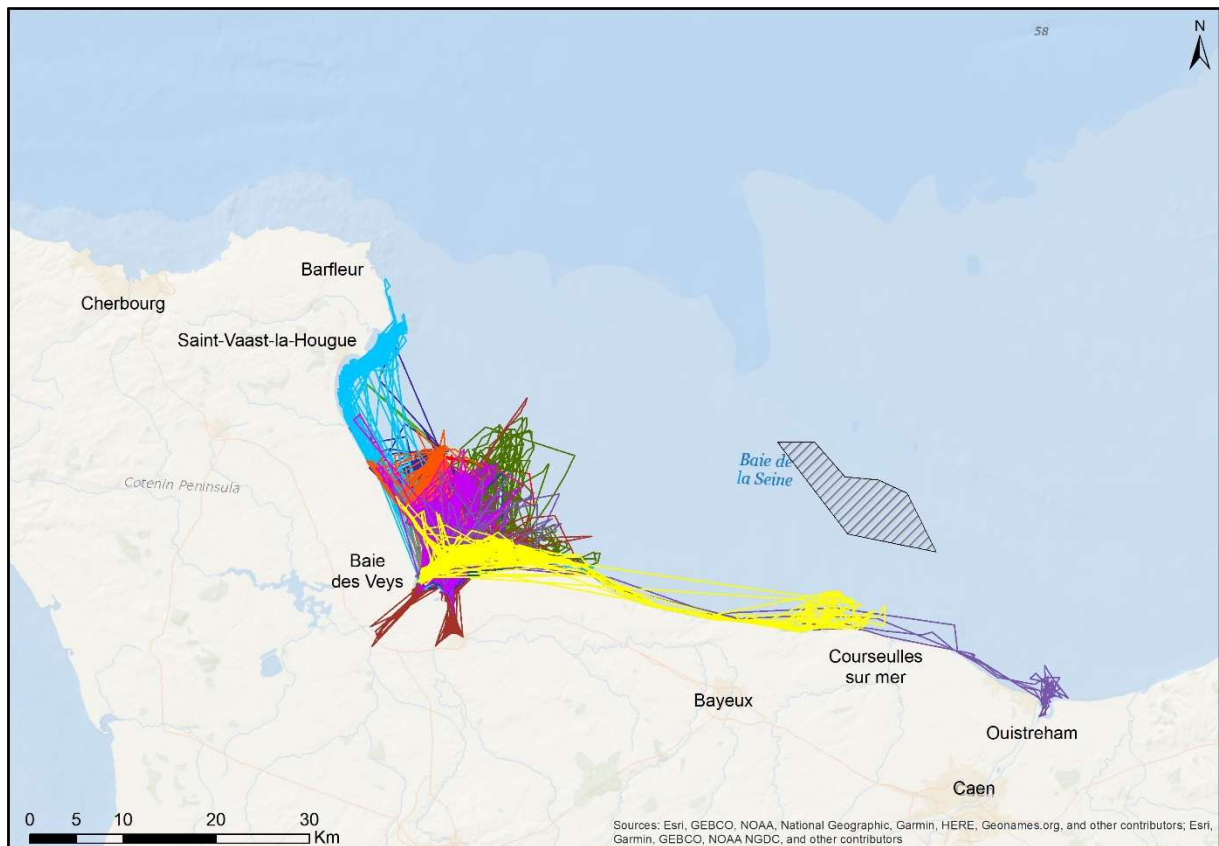 58
N
Barfleur
Cherbourg
Saint-Vaast-la-Hougue
Baie de
la Seine
Cotenin Peninsula
Baie
des Veys
Courseulles
sur mer
Bayeux
Ouistreham
Caen
0 5 10 20 30
Km
Sources: Esri, GEBCO, NOAA, National Geographic, Garmin, HERE, Geonames.org, and other contributors; Esri,
Garmin, GEBCO, NOAA NGDC, and other contributors